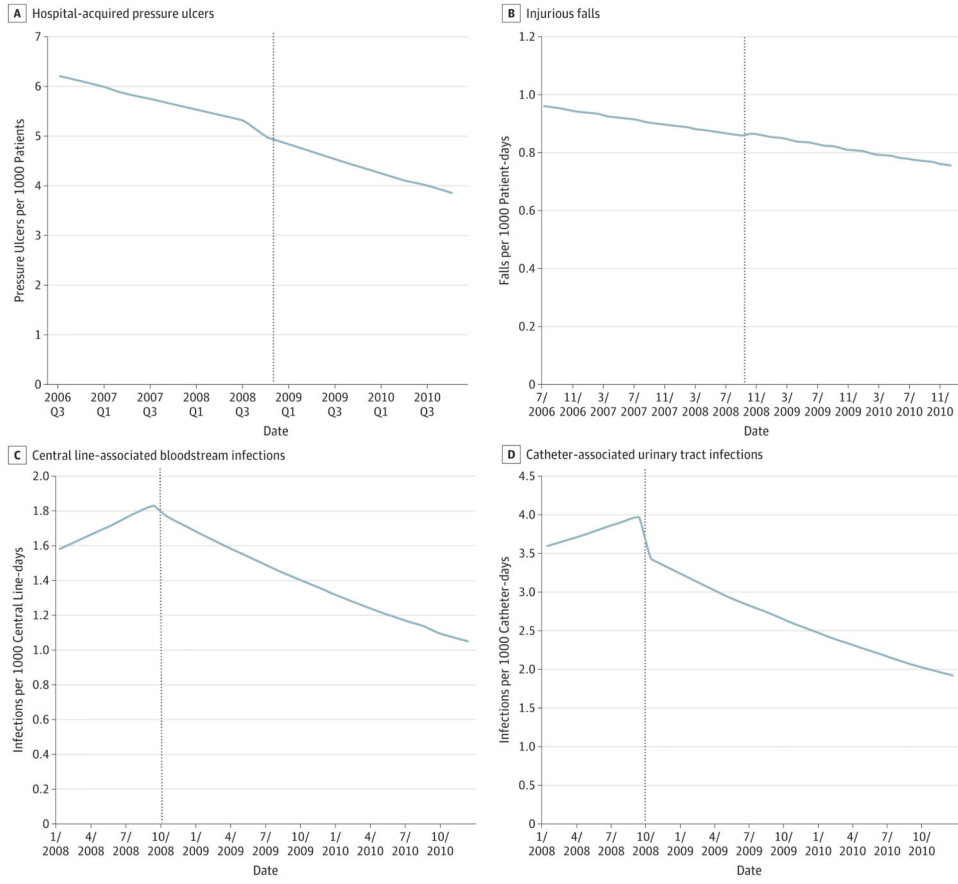 A Hospital-acquired pressure ulcers
Pressure Ulcers per 1000 Patients
7
6
5
4
3
2
1
0
2006 2007 2007 2008 2008 2009 2009 2010 2010
Q3 Q1 Q3 Q1 Q3 Q1 Q3 Q1 Q3
Date
B Injurious falls
Falls per 1000 Patient-days
1.2
1.0
0.8
0.6
0.4
0.2
0
7/ 11/ 3/ 7/ 11/ 3/ 7/ 11/ 3/ 7/ 11/ 3/ 7/ 11/
2006 2006 2007 2007 2007 2008 2008 2008 2009 2009 2009 2010 2010 2010
Date
C Central line-associated bloodstream infections
Infections per 1000 Central Line-days
2.0
1.8
1.6
1.4
1.2
1.0
0.8
0.6
0.4
0.2
0
1/ 4/ 7/ 10/ 1/ 4/ 7/ 10/ 1/ 4/ 7/ 10/
2008 2008 2008 2008 2009 2009 2009 2009 2010 2010 2010 2010
Date
D Catheter-associated urinary tract infections
Infections per 1000 Catheter-days
4.5
4.0
3.5
3.0
2.5
2.0
1.5
1.0
0.5
0
1/ 4/ 7/ 10/ 1/ 4/ 7/ 10/ 1/ 4/ 7/ 10/
2008 2008 2008 2008 2009 2009 2009 2009 2010 2010 2010 2010
Date